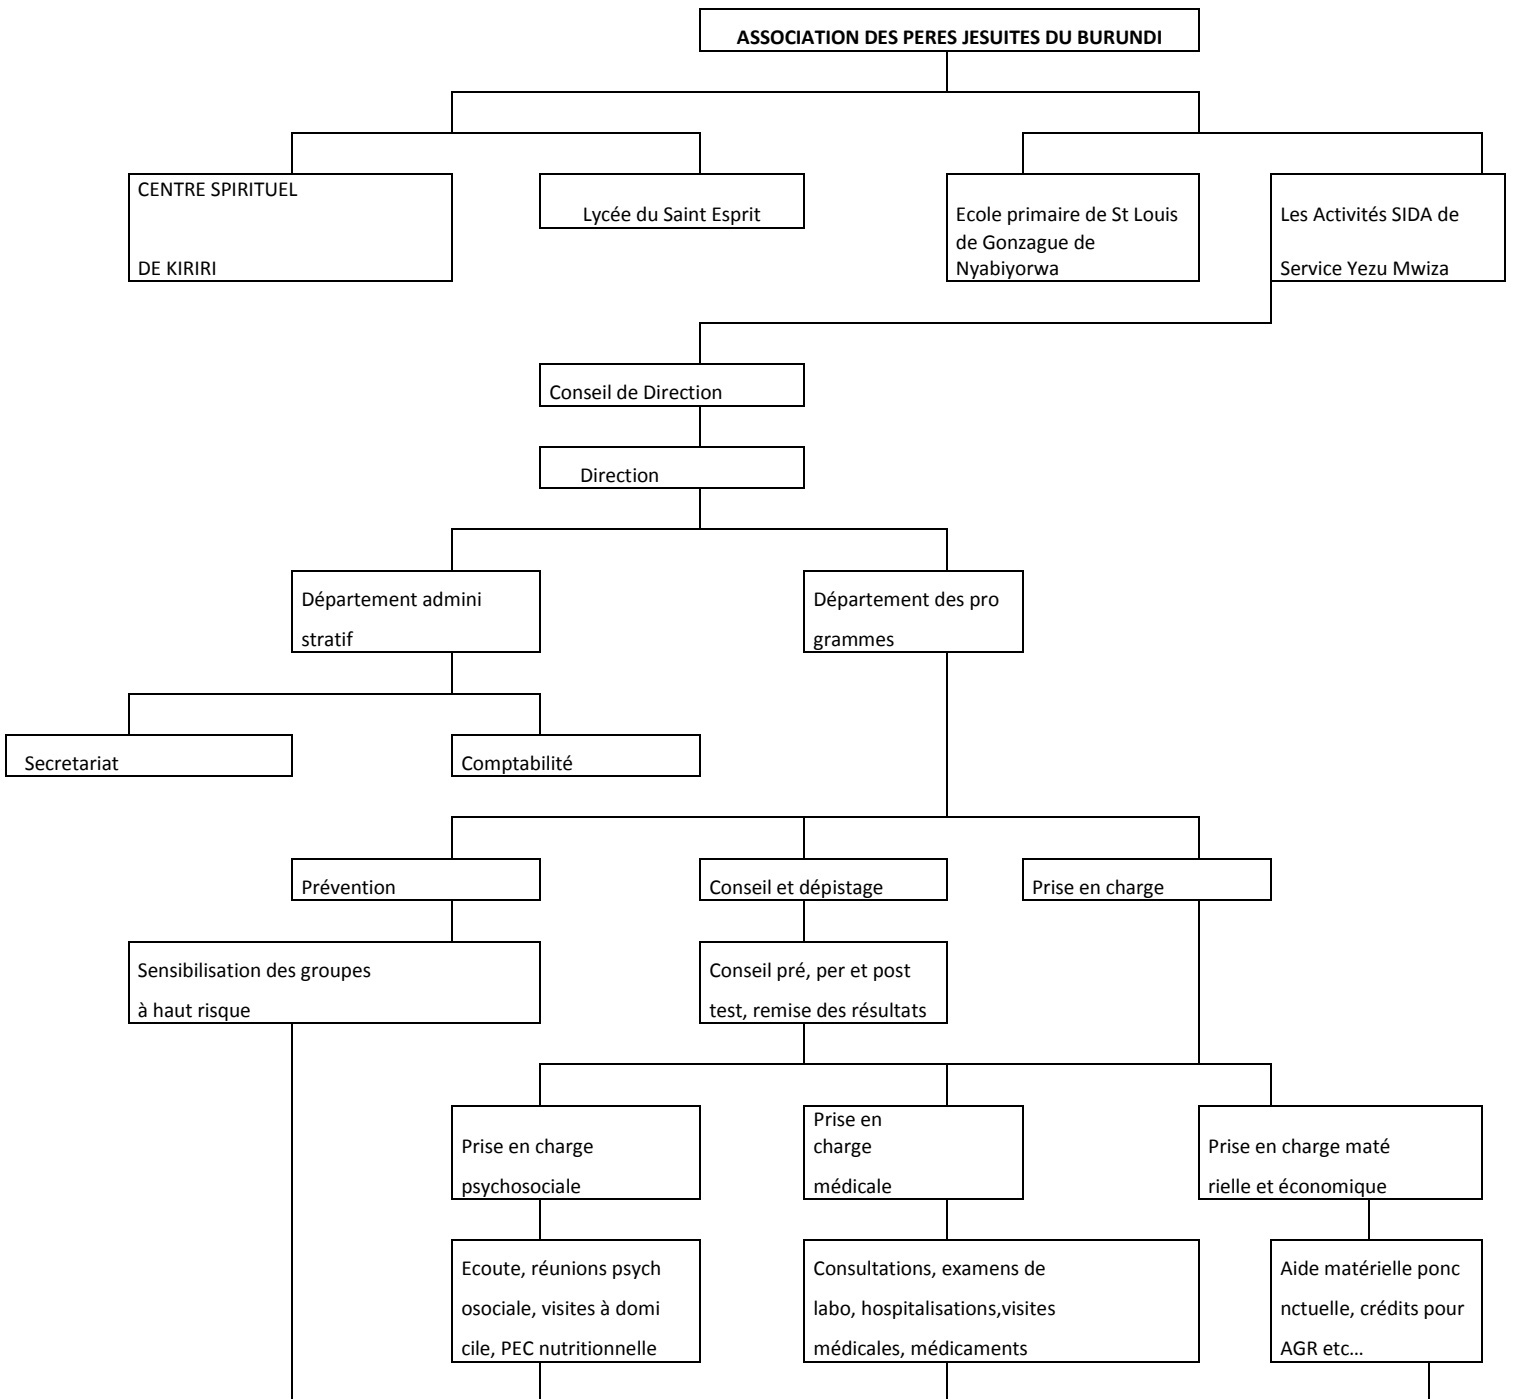 ASSOCIATION DES PERES JESUITES DU BURUNDI
CENTRE SPIRITUEL
DE KIRIRI
Lycée du Saint Esprit
Ecole primaire de St Louis
de Gonzague de
Nyabiyorwa
Les Activités SIDA de
Service Yezu Mwiza
Conseil de Direction
Direction
Département admini
stratif
Département des pro
grammes
Secretariat
Comptabilité
Prévention
Conseil et dépistage
Prise en charge
Sensibilisation des groupes
à haut risque
Conseil pré, per et post
test, remise des résultats
Prise en charge
psychosociale
Prise en
charge
médicale
Prise en charge maté
rielle et économique
Ecoute, réunions psych
osociale, visites à domi
cile, PEC nutritionnelle
Consultations, examens de
labo, hospitalisations,visites
médicales, médicaments
Aide matérielle ponc
nctuelle, crédits pour
AGR etc…